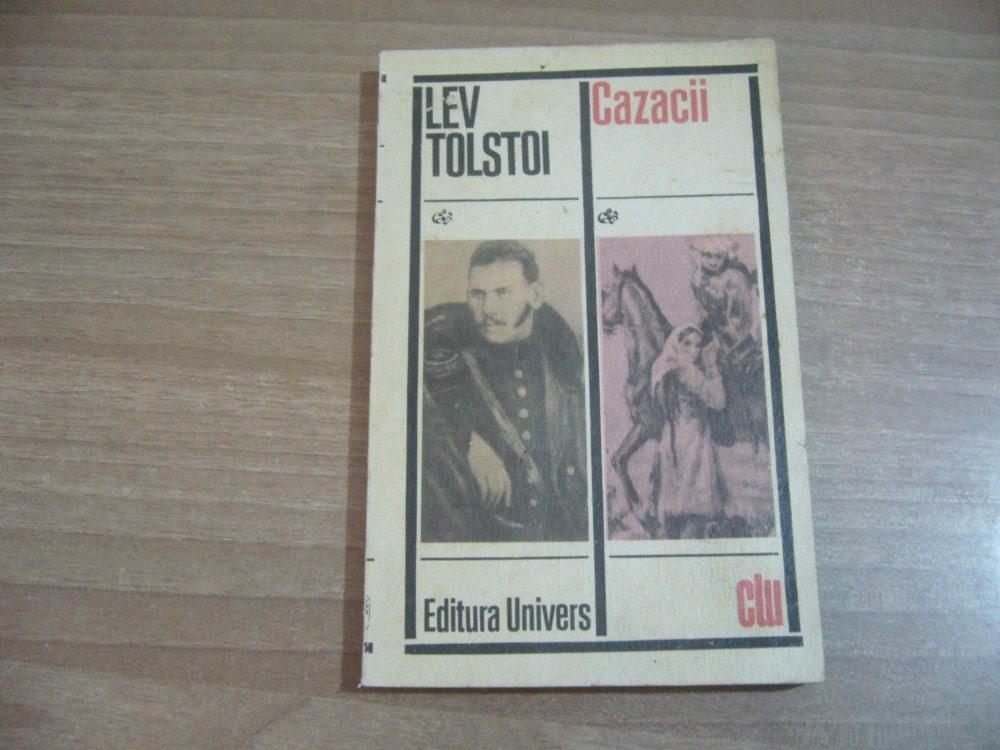 LEV
TOLSTOI
Cazacii
Editura Univers
clu